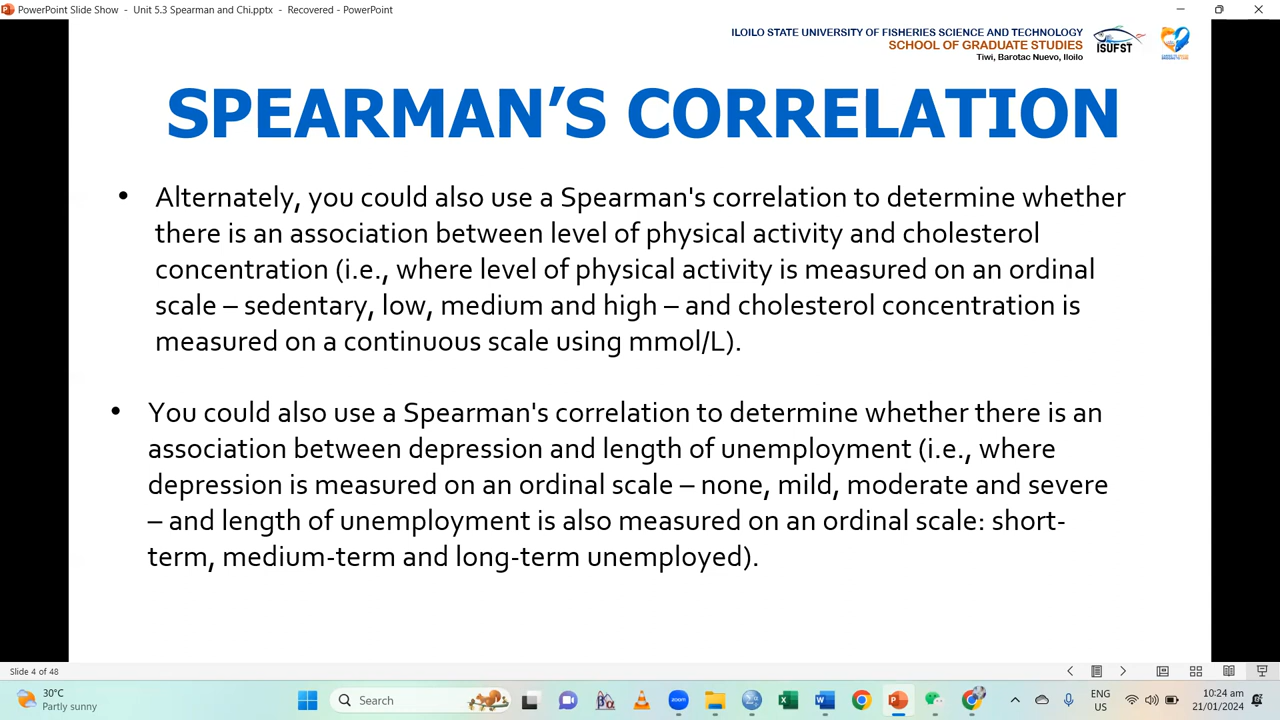 PowerPoint Slide Show - Unit 5.3 Spearman and Chi.pptx - Recovered - PowerPoint
ILOILO STATE UNIVERSITY OF FISHERIES SCIENCE AND TECHNOLOGY
SCHOOL OF GRADUATE STUDIES
Tiwi, Barotac Nuevo, Iloilo
ISUFST
SPEARMAN’S CORRELATION
• Alternately, you could also use a Spearman's correlation to determine whether
there is an association between level of physical activity and cholesterol
concentration (i.e., where level of physical activity is measured on an ordinal
scale – sedentary, low, medium and high – and cholesterol concentration is
measured on a continuous scale using mmol/L).
• You could also use a Spearman's correlation to determine whether there is an
association between depression and length of unemployment (i.e., where
depression is measured on an ordinal scale – none, mild, moderate and severe
– and length of unemployment is also measured on an ordinal scale: short-
term, medium-term and long-term unemployed).
Slide 4 of 48
30°C
Partly sunny
Search
zoom
ENG
US
10:24 am
21/01/2024